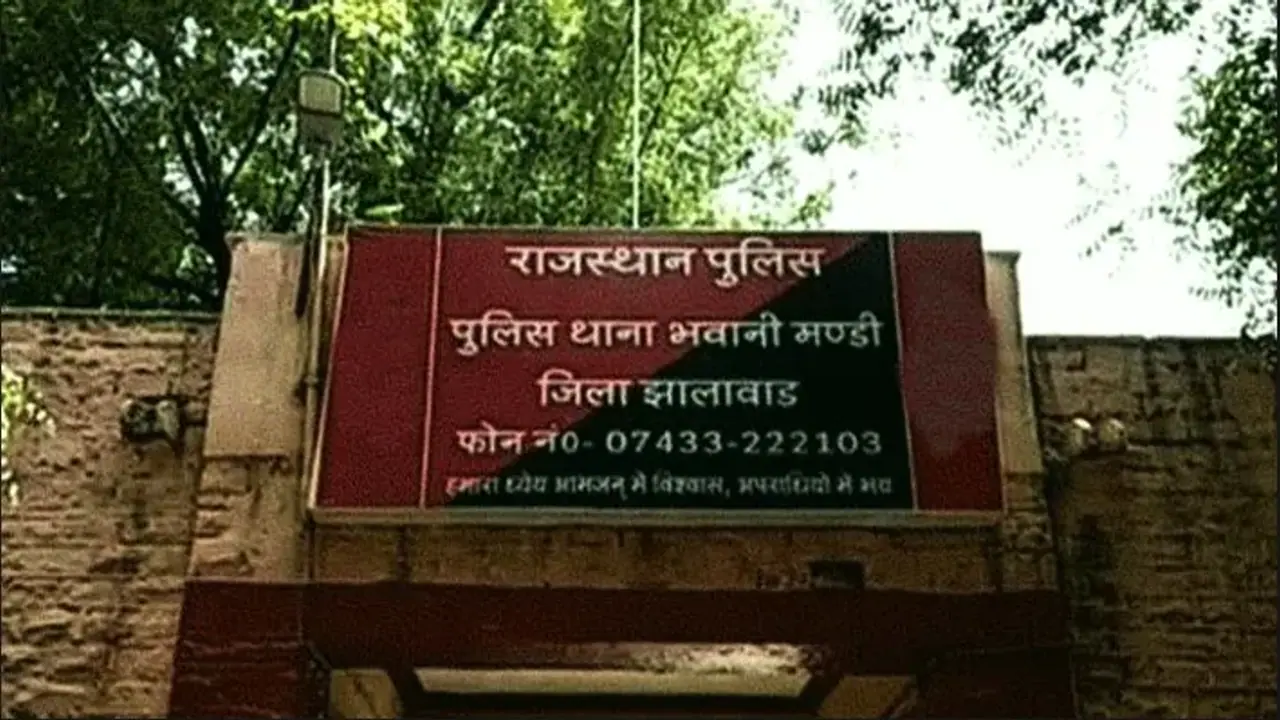 राजस्थान पुलिस
पुलिस थाना भवानी मण्डी
जिला झालावाड
फोन नं0- 07433-222103
हमारा ध्येय आमजन् में विश्वास, अपराधियो में भय